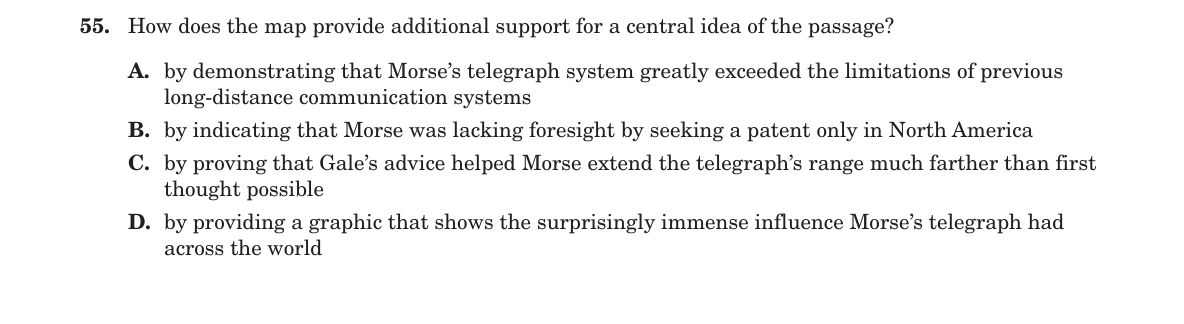 55. How does the map provide additional support for a central idea of the passage?
A. by demonstrating that Morse’s telegraph system greatly exceeded the limitations of previous
long-distance communication systems
B. by indicating that Morse was lacking foresight by seeking a patent only in North America
C. by proving that Gale’s advice helped Morse extend the telegraph’s range much farther than first
thought possible
D. by providing a graphic that shows the surprisingly immense influence Morse’s telegraph had
across the world